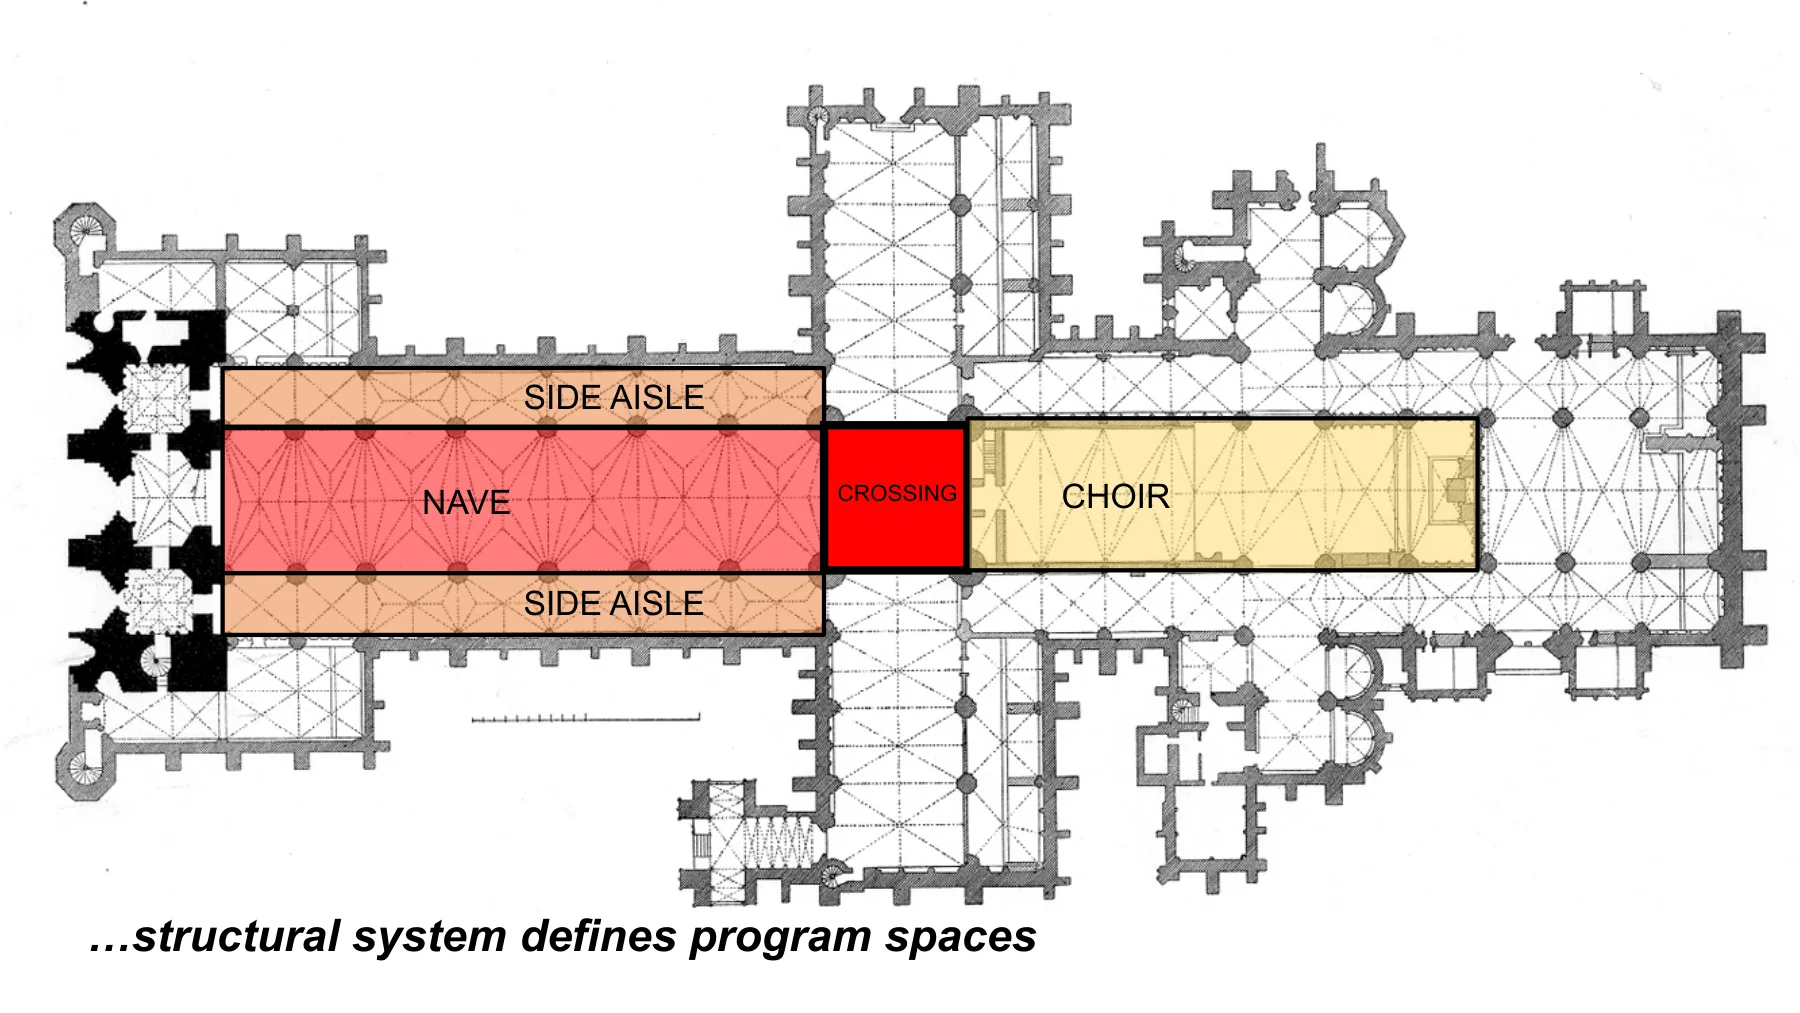 SIDE AISLE
NAVE
CROSSING
CHOIR
SIDE AISLE
…structural system defines program spaces